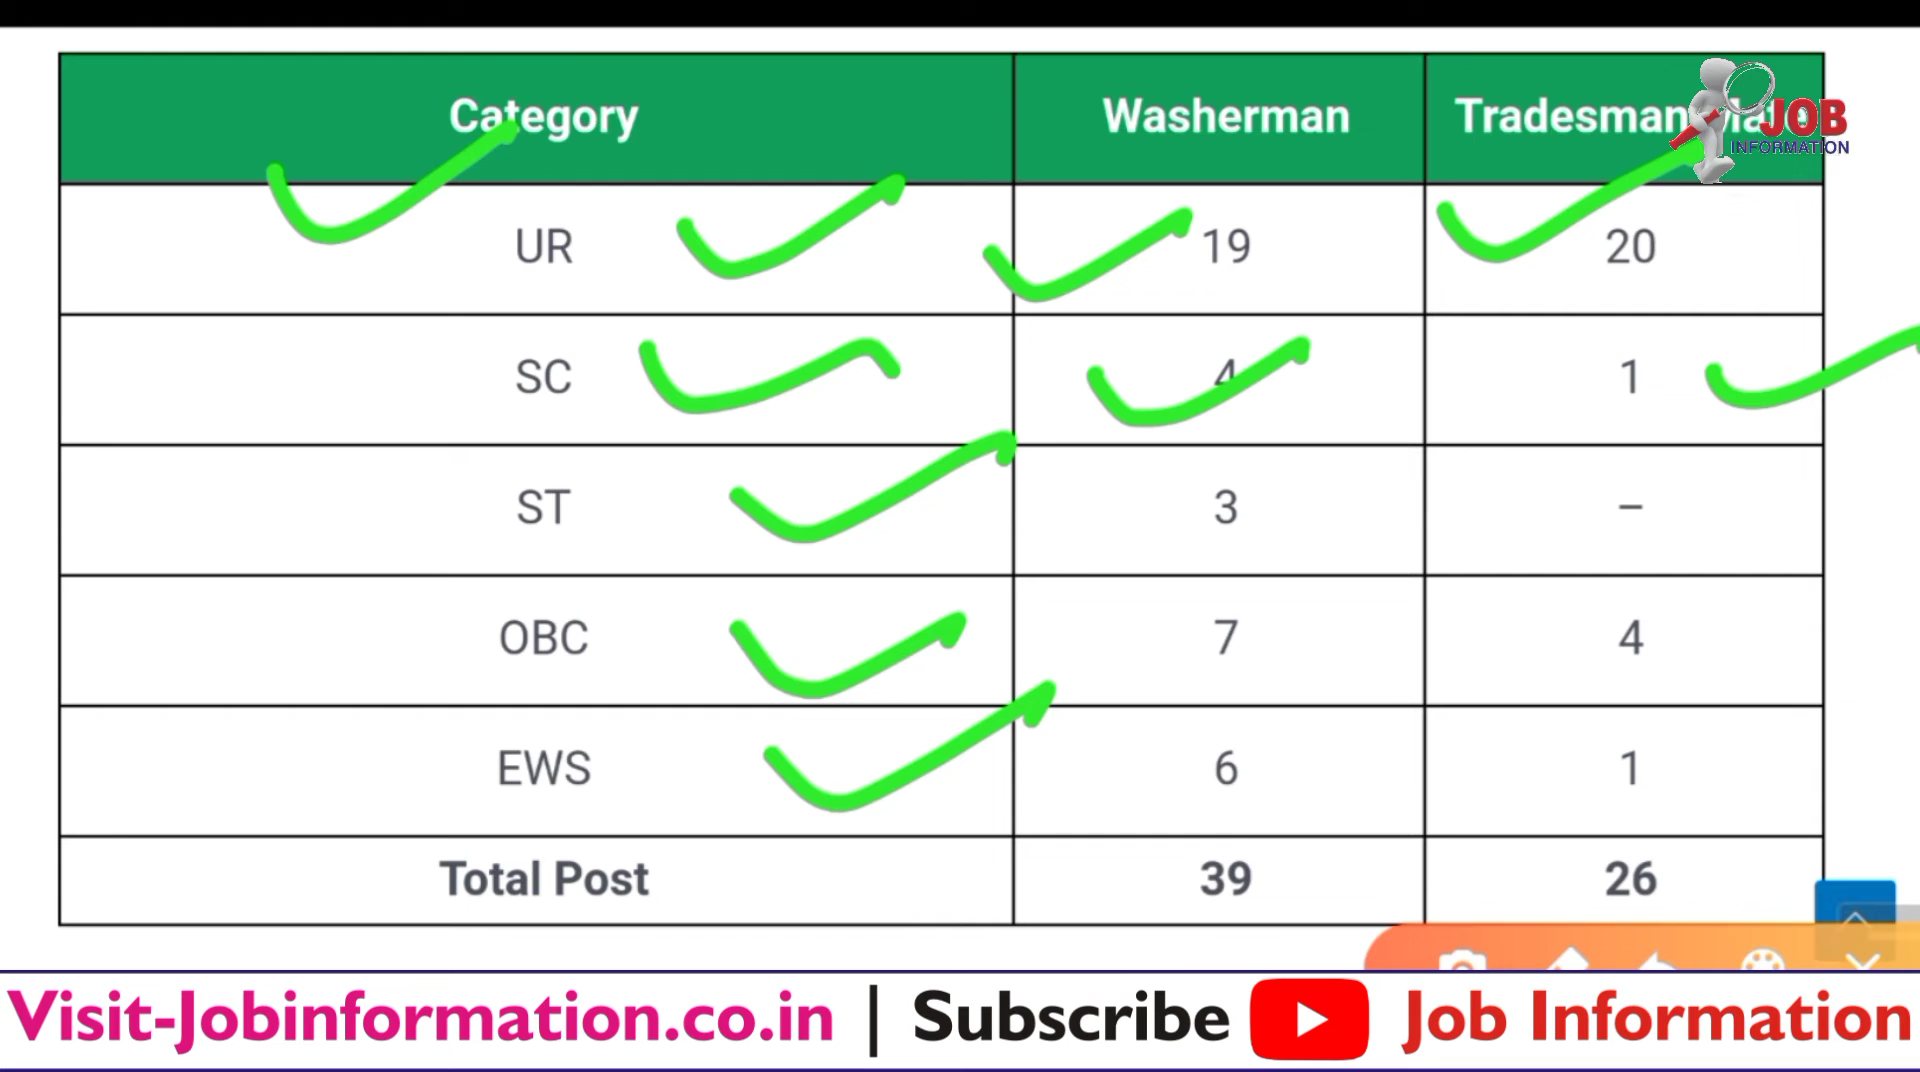 Category Washerman Tradesman Mate
JOB
INFORMATION
UR 19 20
SC 4 1
ST 3 –
OBC 7 4
EWS 6 1
Total Post 39 26
Visit-Jobinformation.co.in | Subscribe Job Information